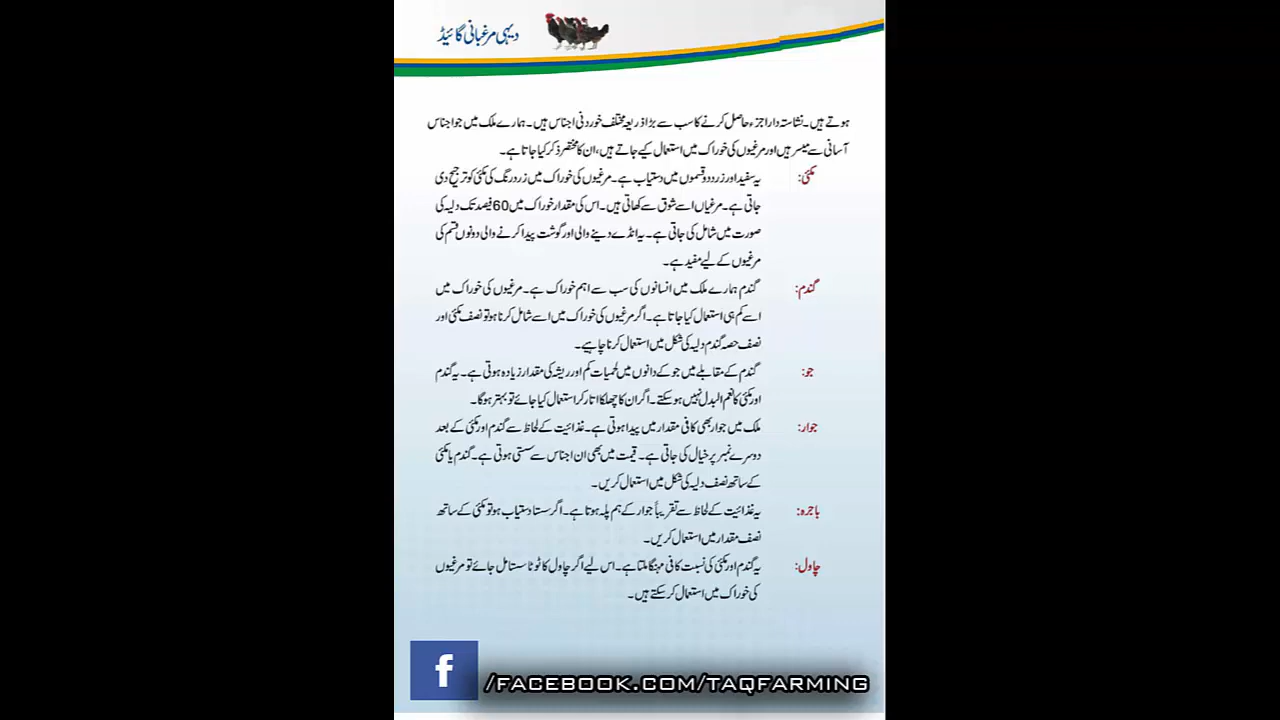 دیہی مرغبانی گائیڈ
ہوتے ہیں۔ نشاستہ دار اجزء حاصل کرنے کا سب سے بڑا ذریعہ مختلف خوردنی اجناس ہیں۔ ہمارے ملک میں جو اجناس
آسانی سے میسر ہیں اور مرغیوں کی خوراک میں استعمال کیے جاتے ہیں، ان کا مختصر ذکر کیا جاتا ہے۔
مکئی: یہ سفید اور زرد دو قسموں میں دستیاب ہے۔ مرغیوں کی خوراک میں زرد رنگ کی مکئی کو ترجیح دی
جاتی ہے۔ مرغیاں اسے شوق سے کھاتی ہیں۔ اس کی مقدار خوراک میں 60 فیصد تک دلیہ کی
صورت میں شامل کی جاتی ہے۔ یہ انڈے دینے والی اور گوشت پیدا کرنے والی دونوں قسم کی
مرغیوں کے لیے مفید ہے۔
گندم: گندم ہمارے ملک میں انسانوں کی سب سے اہم خوراک ہے۔ مرغیوں کی خوراک میں
اسے کم ہی استعمال کیا جاتا ہے۔ اگر مرغیوں کی خوراک میں اسے شامل کرنا ہو تو نصف مکئی اور
نصف حصہ گندم دلیہ کی شکل میں استعمال کرنا چاہیے۔
جو: گندم کے مقابلے میں جو کے دانوں میں لحمیات کم اور ریشہ کی مقدار زیادہ ہوتی ہے۔ یہ گندم
اور مکئی کا نعم البدل نہیں ہو سکتے۔ اگر ان کا چھلکا اتار کر استعمال کیا جائے تو بہتر ہو گا۔
جوار: ملک میں جوار بھی کافی مقدار میں پیدا ہوتی ہے۔ غذائیت کے لحاظ سے گندم اور مکئی کے بعد
دوسرے نمبر پر خیال کی جاتی ہے۔ قیمت میں بھی ان اجناس سے سستی ہوتی ہے۔ گندم یا مکئی
کے ساتھ نصف دلیہ کی شکل میں استعمال کریں۔
باجرہ: یہ غذائیت کے لحاظ سے تقریباً جوار کے ہم پلہ ہوتا ہے۔ اگر سستا دستیاب ہو تو مکئی کے ساتھ
نصف مقدار میں استعمال کریں۔
چاول: یہ گندم اور مکئی کی نسبت کافی مہنگا ملتا ہے۔ اس لیے اگر چاول کا ٹوٹا سستا مل جائے تو مرغیوں
کی خوراک میں استعمال کر سکتے ہیں۔
f
/FACEBOOK.COM/TAQFARMING